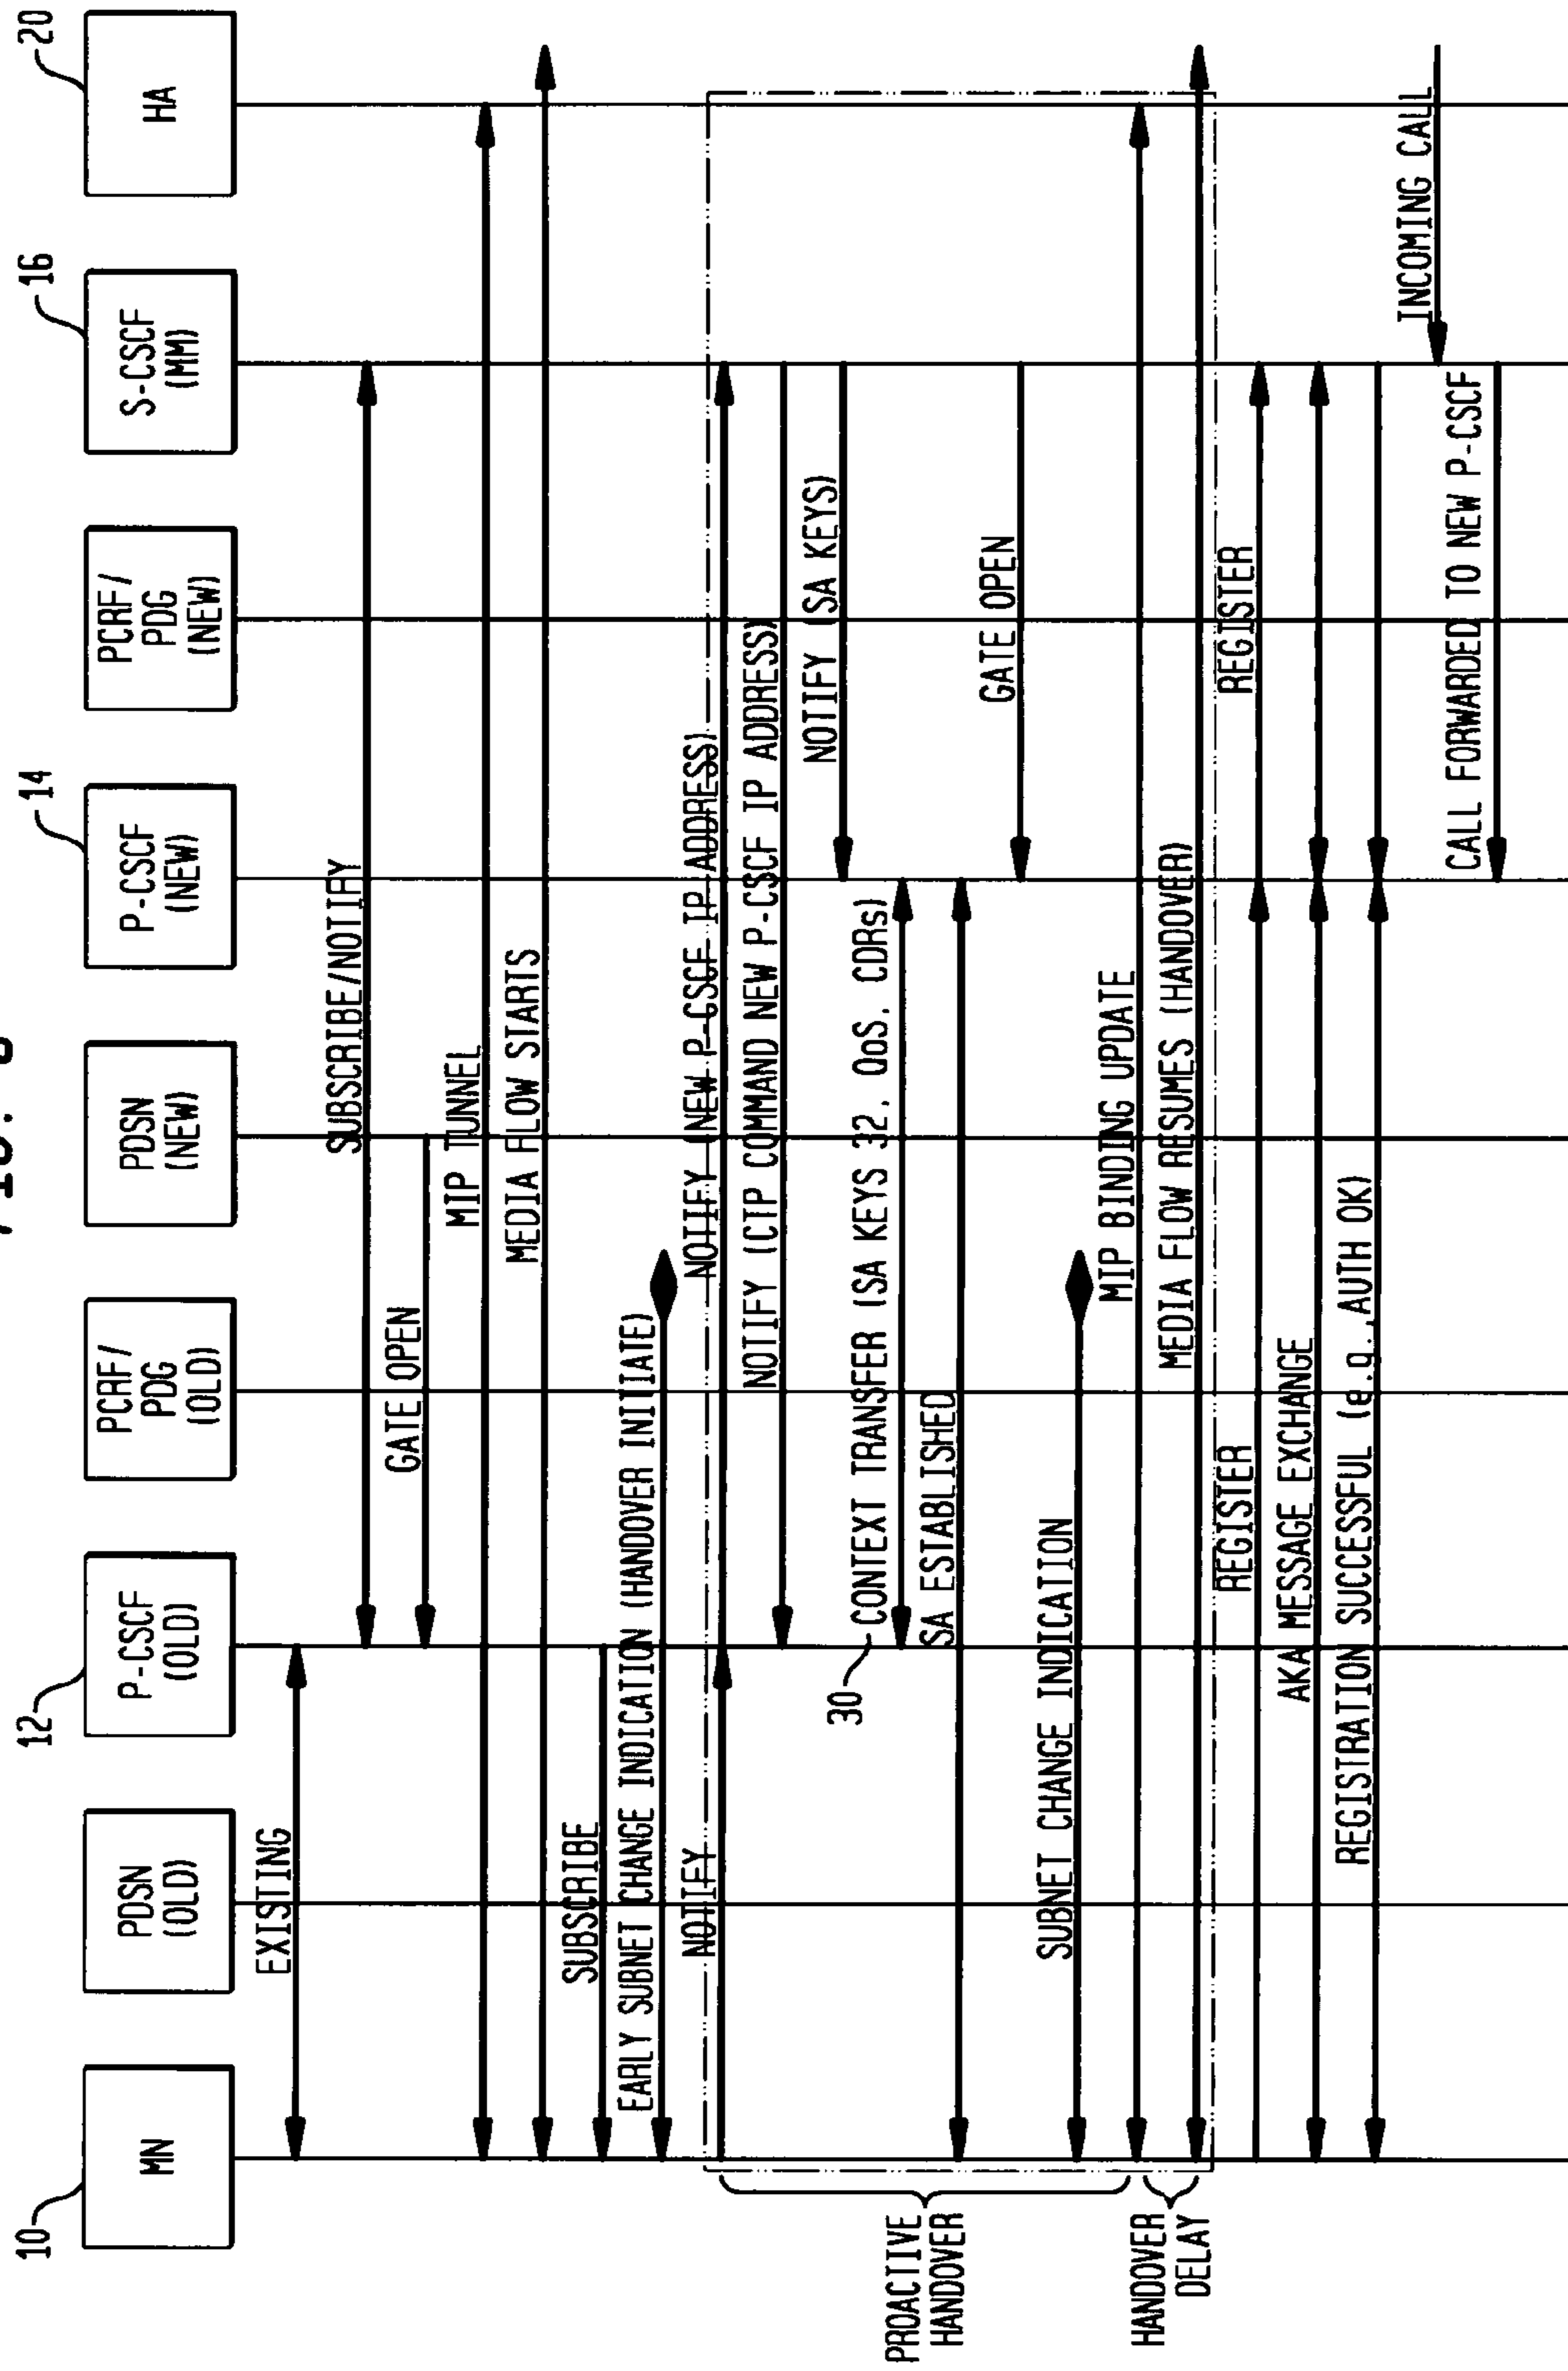 10
MN
PDSN
(OLD)
12
P-CSCF
(OLD)
PCRF/
PDG
(OLD)
PDSN
(NEW)
14
P-CSCF
(NEW)
PCRF/
PDG
(NEW)
16
S-CSCF
(MM)
20
HA
EXISTING
SUBSCRIBE/NOTIFY
GATE OPEN
MIP TUNNEL
MEDIA FLOW STARTS
SUBSCRIBE
EARLY SUBNET CHANGE INDICATION (HANDOVER INITIATE)
NOTIFY
NOTIFY (NEW P-CSCF IP ADDRESS)
NOTIFY (CTP COMMAND NEW P-CSCF IP ADDRESS)
NOTIFY (SA KEYS)
30
CONTEXT TRANSFER (SA KEYS 32, QoS, CDRs)
SA ESTABLISHED
GATE OPEN
SUBNET CHANGE INDICATION
MIP BINDING UPDATE
MEDIA FLOW RESUMES (HANDOVER)
PROACTIVE
HANDOVER
HANDOVER
DELAY
REGISTER
REGISTER
AKA MESSAGE EXCHANGE
REGISTRATION SUCCESSFUL (e.g.,AUTH OK)
INCOMING CALL
CALL FORWARDED TO NEW P-CSCF